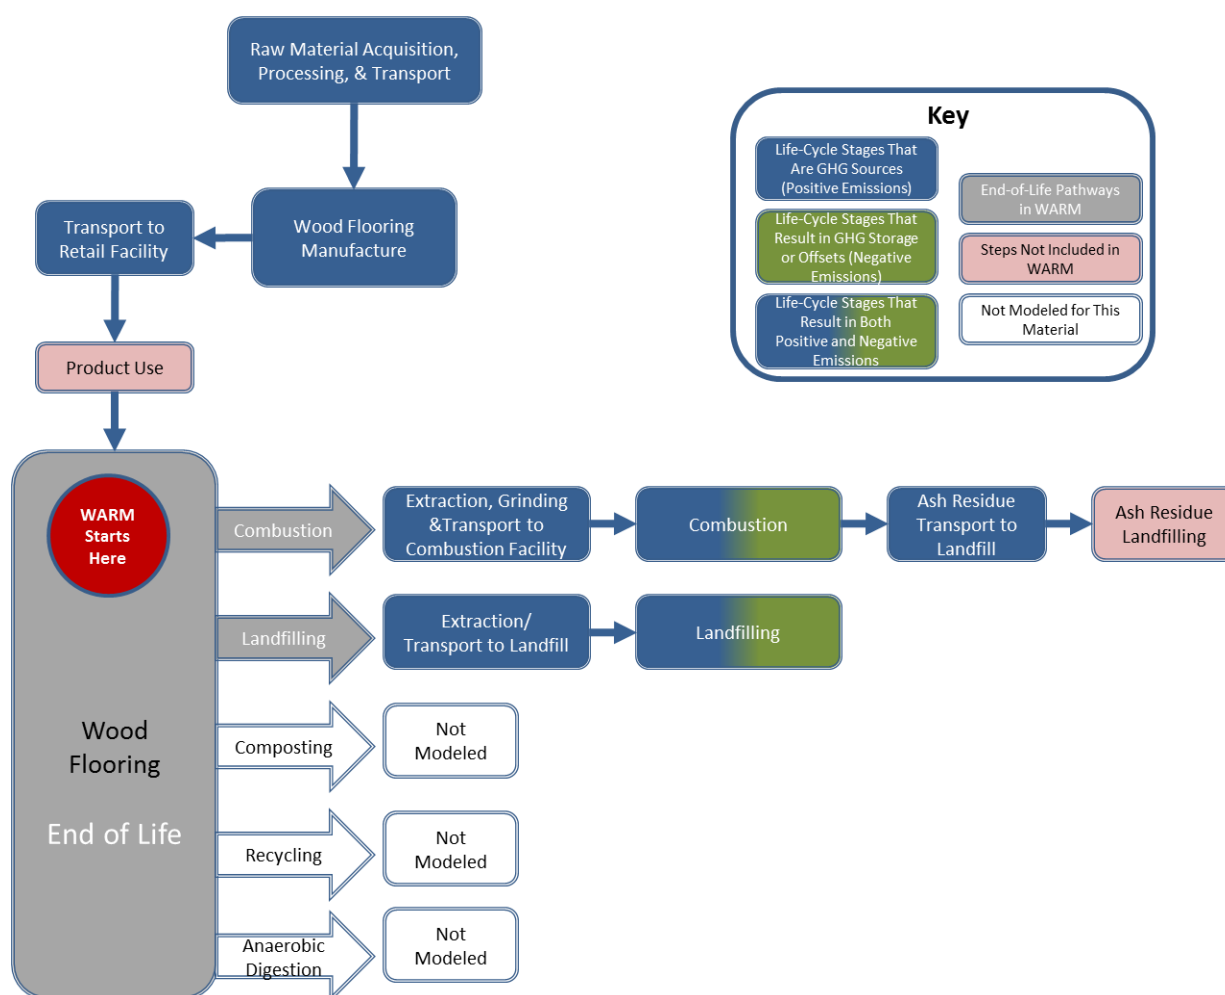 Raw Material Acquisition,
Processing, & Transport
Key
Life-Cycle Stages That
Are GHG Sources
(Positive Emissions)
End-of-Life Pathways
in WARM
Transport to
Retail Facility
Wood Flooring
Manufacture
Life-Cycle Stages That
Result in GHG Storage
or Offsets (Negative
Emissions)
Steps Not Included in
WARM
Life-Cycle Stages That
Result in Both
Positive and Negative
Emissions
Not Modeled for This
Material
Product Use
WARM
Starts
Here
Combustion
Extraction, Grinding
&Transport to
Combustion Facility
Combustion
Ash Residue
Transport to
Landfill
Ash Residue
Landfilling
Landfilling
Extraction/
Transport to Landfill
Landfilling
Wood
Flooring
End of Life
Composting
Not
Modeled
Recycling
Not
Modeled
Anaerobic
Digestion
Not
Modeled